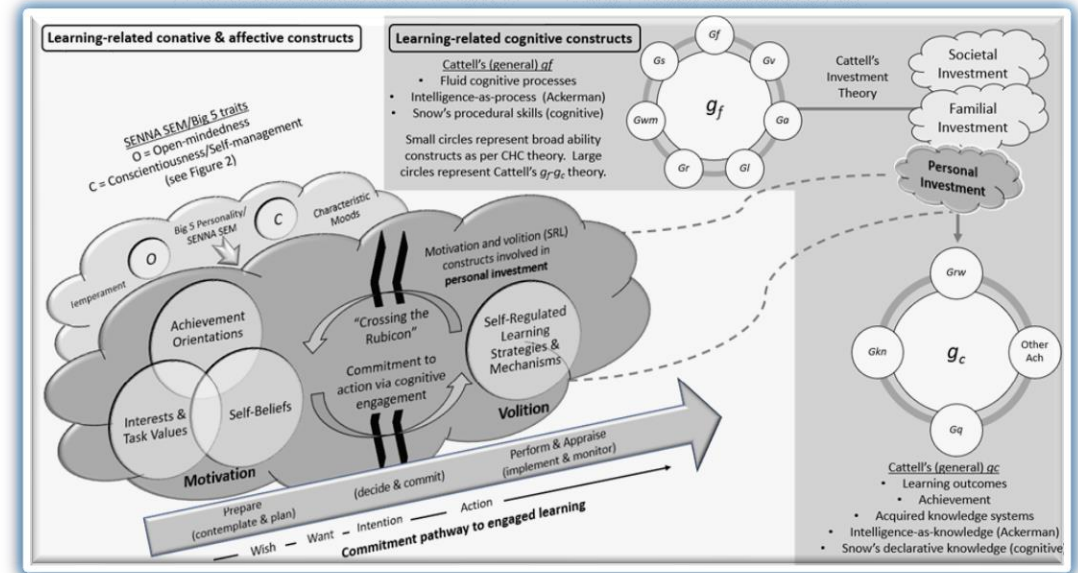 Learning-related conative & affective constructs
SENNA SEM/Big 5 traits
O = Open-mindedness
C = Conscientiousness/Self-management
(see Figure 2)
Temperament
O
Big 5 Personality/
SENNA SEM
C
Characteristic
Moods
Achievement
Orientations
Interests &
Task Values
Self-Beliefs
Motivation
Motivation and volition (SRL)
constructs involved in
personal investment
"Crossing the
Rubicon"
Commitment to
action via cognitive
engagement
Self-Regulated
Learning
Strategies &
Mechanisms
Volition
Prepare
(contemplate & plan)
(decide & commit)
Perform & Appraise
(implement & monitor)
Wish
Want
Intention
Action
Commitment pathway to engaged learning
Learning-related cognitive constructs
Cattell's (general) gf
• Fluid cognitive processes
• Intelligence-as-process (Ackerman)
• Snow's procedural skills (cognitive)
Small circles represent broad ability
constructs as per CHC theory. Large
circles represent Cattell's gf-gc theory.
Gf
Gs
Gv
gf
Gwm
Ga
Gr
Gl
Cattell's
Investment
Theory
Societal
Investment
Familial
Investment
Personal
Investment
Grw
Gkn
gc
Other
Ach
Gq
Cattell's (general) gc
• Learning outcomes
• Achievement
• Acquired knowledge systems
• Intelligence-as-knowledge (Ackerman)
• Snow's declarative knowledge (cognitive